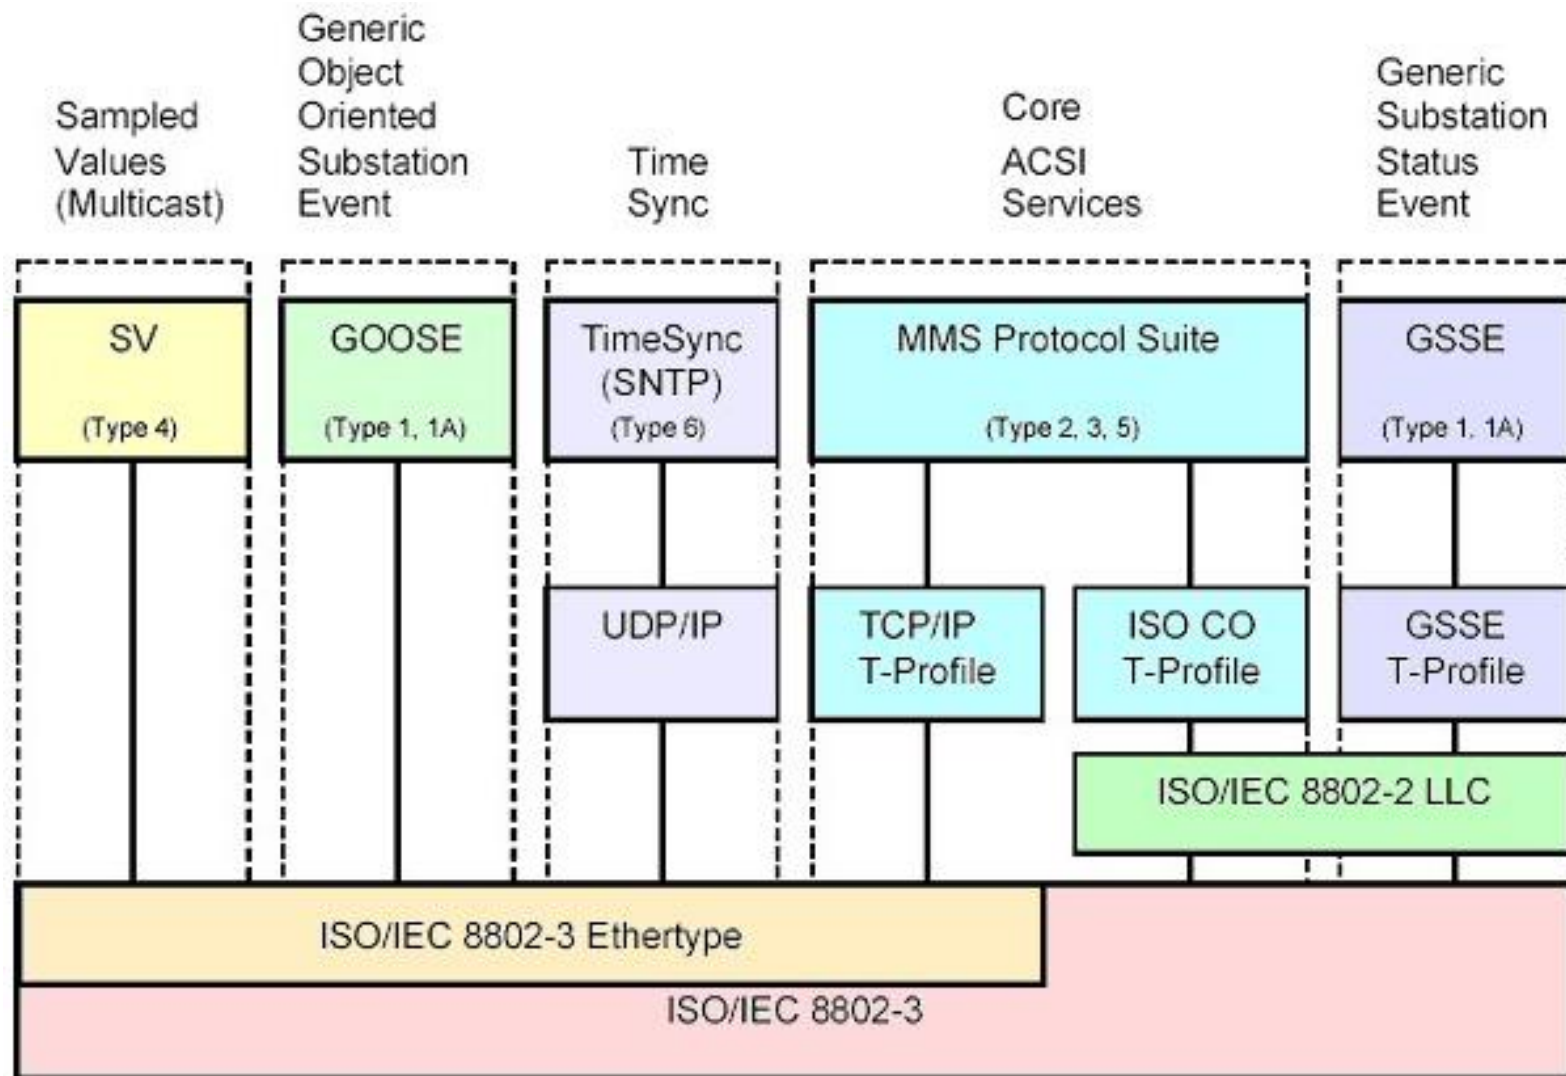 Sampled
Values
(Multicast)
Generic
Object
Oriented
Substation
Event
Time
Sync
Core
ACSI
Services
Generic
Substation
Status
Event
SV
(Type 4)
GOOSE
(Type 1, 1A)
TimeSync
(SNTP)
(Type 6)
MMS Protocol Suite
(Type 2, 3, 5)
GSSE
(Type 1, 1A)
UDP/IP
TCP/IP
T-Profile
ISO CO
T-Profile
GSSE
T-Profile
ISO/IEC 8802-2 LLC
ISO/IEC 8802-3 Ethertype
ISO/IEC 8802-3